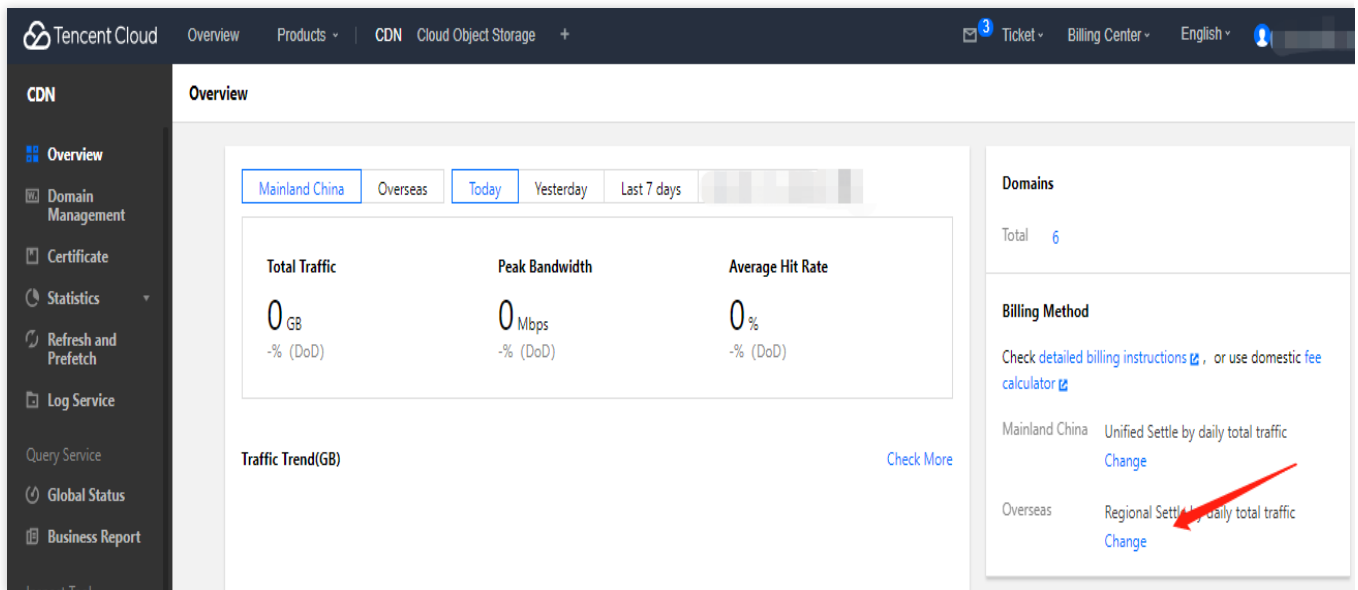 Tencent Cloud
Overview
Products
CDN
Cloud Object Storage
+
3
Ticket
Billing Center
English
CDN
Overview
Domain
Management
Certificate
Statistics
Refresh and
Prefetch
Log Service
Query Service
Global Status
Business Report
Overview
Mainland China
Overseas
Today
Yesterday
Last 7 days
Total Traffic
0 GB
-% (DoD)
Peak Bandwidth
0 Mbps
-% (DoD)
Average Hit Rate
0 %
-% (DoD)
Traffic Trend(GB)
Check More
Domains
Total 6
Billing Method
Check detailed billing instructions , or use domestic fee
calculator
Mainland China
Unified Settle by daily total traffic
Change
Overseas
Regional Settle by daily total traffic
Change